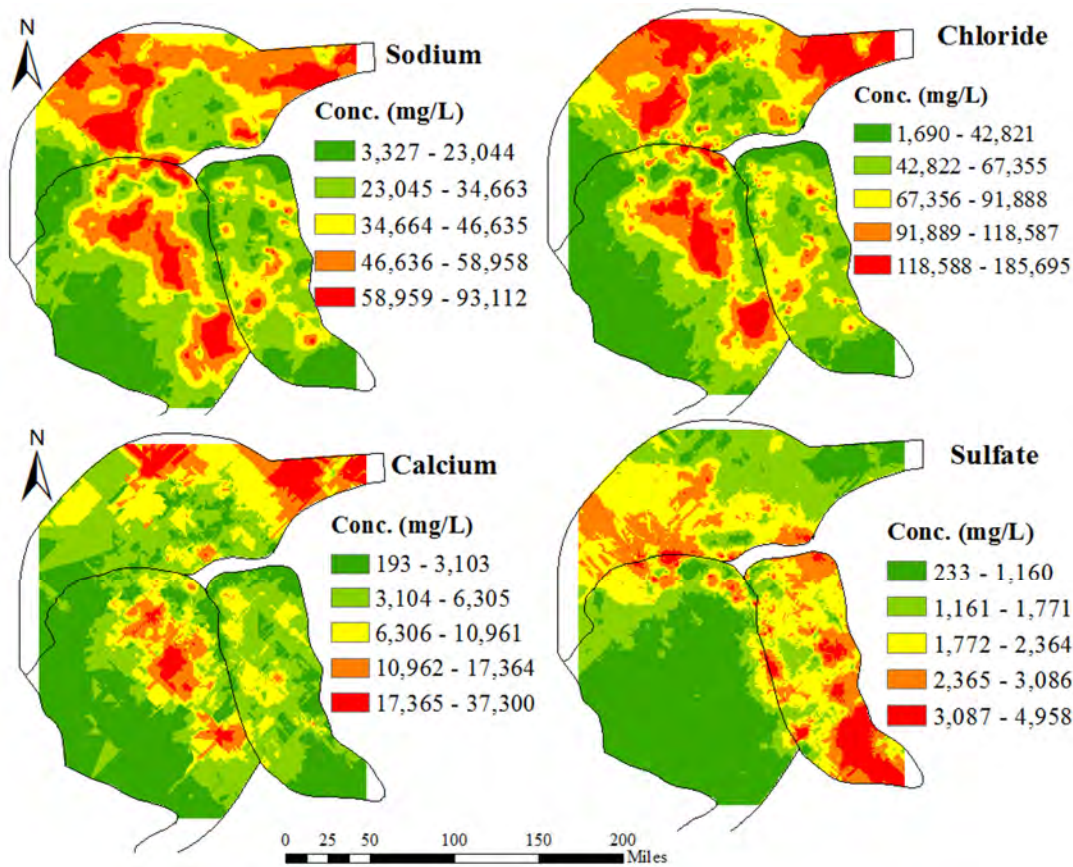 N
Sodium
Conc. (mg/L)
3,327 - 23,044
23,045 - 34,663
34,664 - 46,635
46,636 - 58,958
58,959 - 93,112
Chloride
Conc. (mg/L)
1,690 - 42,821
42,822 - 67,355
67,356 - 91,888
91,889 - 118,587
118,588 - 185,695
N
Calcium
Conc. (mg/L)
193 - 3,103
3,104 - 6,305
6,306 - 10,961
10,962 - 17,364
17,365 - 37,300
Sulfate
Conc. (mg/L)
233 - 1,160
1,161 - 1,771
1,772 - 2,364
2,365 - 3,086
3,087 - 4,958
0 25 50 100 150 200
Miles